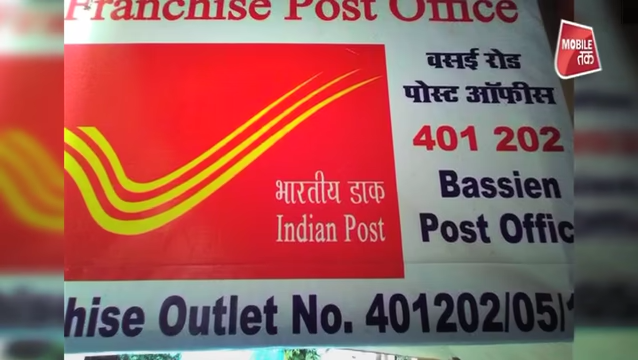 Franchise Post Office
MOBILE
तक
वसई रोड
पोस्ट ऑफीस
401 202
Bassien
Post Offic
भारतीय डाक
Indian Post
hise Outlet No. 401202/05/1